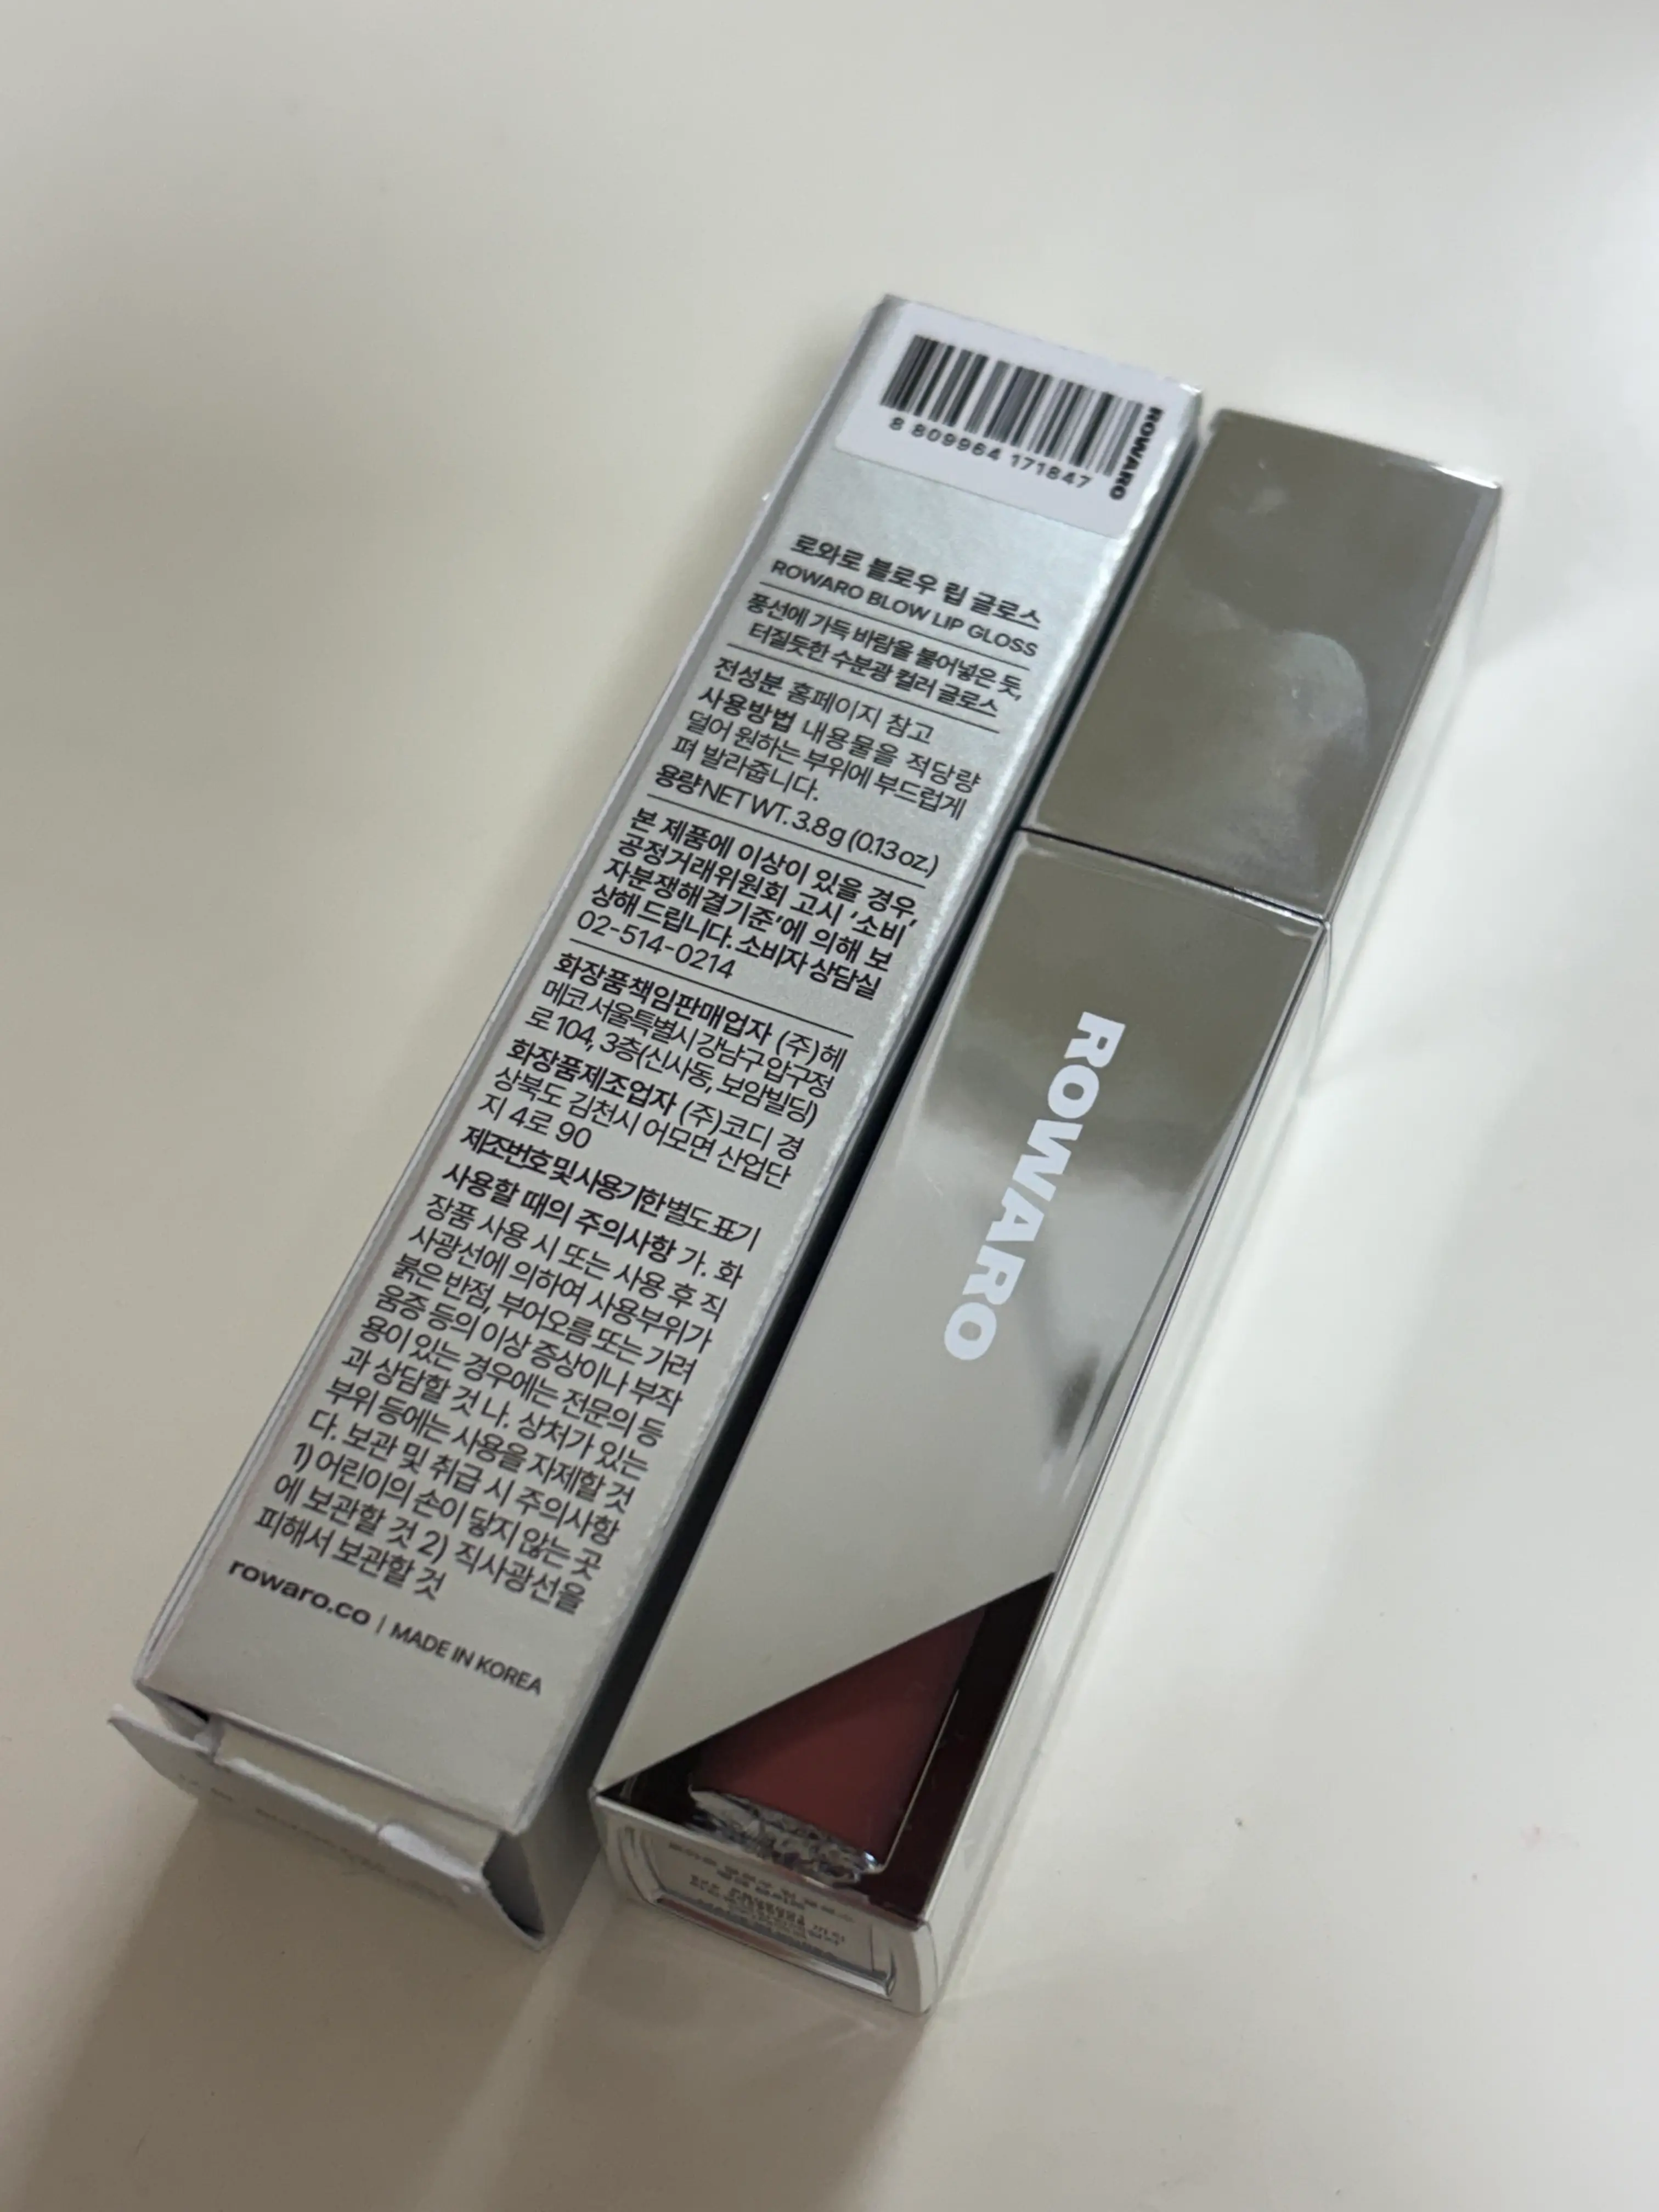 ROWARO
8 809964 171847
로와로 블로우 립 글로스
ROWARO BLOW LIP GLOSS
풍선에 가득 바람을 불어넣은 듯,
터질듯한 수분광 컬러 글로스
전성분 홈페이지 참고
사용방법 내용물을 적당량
덜어 원하는 부위에 부드럽게
펴 발라줍니다.
용량 NET WT. 3.8g (0.13oz.)
본 제품에 이상이 있을 경우,
공정거래위원회 고시 '소비
자분쟁해결기준'에 의해 보
상해 드립니다. 소비자 상담실
02-514-0214
화장품책임판매업자 (주)헤
메코 서울특별시 강남구 압구정
로 104, 3층(신사동, 보암빌딩)
화장품제조업자 (주)코디 경
상북도 김천시 어모면 산업단
지 4로 90
제조번호 및 사용기한 별도 표기
사용할 때의 주의사항 가. 화
장품 사용 시 또는 사용 후 직
사광선에 의하여 사용부위가
붉은 반점, 부어오름 또는 가려
움증 등의 이상 증상이나 부작
용이 있는 경우에는 전문의 등
과 상담할 것 나. 상처가 있는
부위 등에는 사용을 자제할 것
다. 보관 및 취급 시 주의사항
1) 어린이의 손이 닿지 않는 곳
에 보관할 것 2) 직사광선을
피해서 보관할 것
rowaro.co | MADE IN KOREA
ROWARO